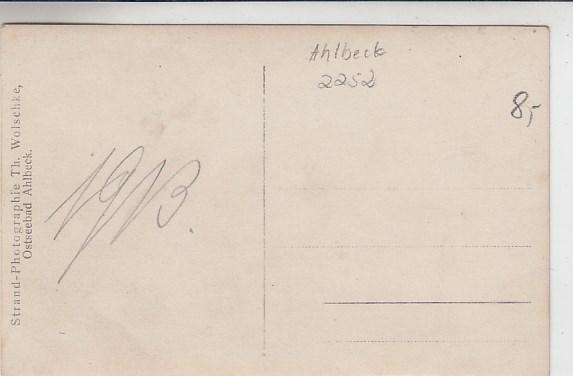 Strand-Photographie Th. Wolschke,
Ostseebad Ahlbeck.
1913.
Ahlbeck
2252
8,-